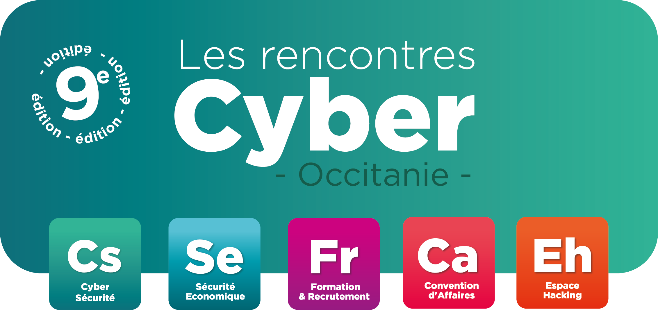 9e
édition - édition - édition - édition -
Les rencontres
Cyber
- Occitanie -
Cs
Cyber
Sécurité
Se
Sécurité
Economique
Fr
Formation
& Recrutement
Ca
Convention
d'Affaires
Eh
Espace
Hacking